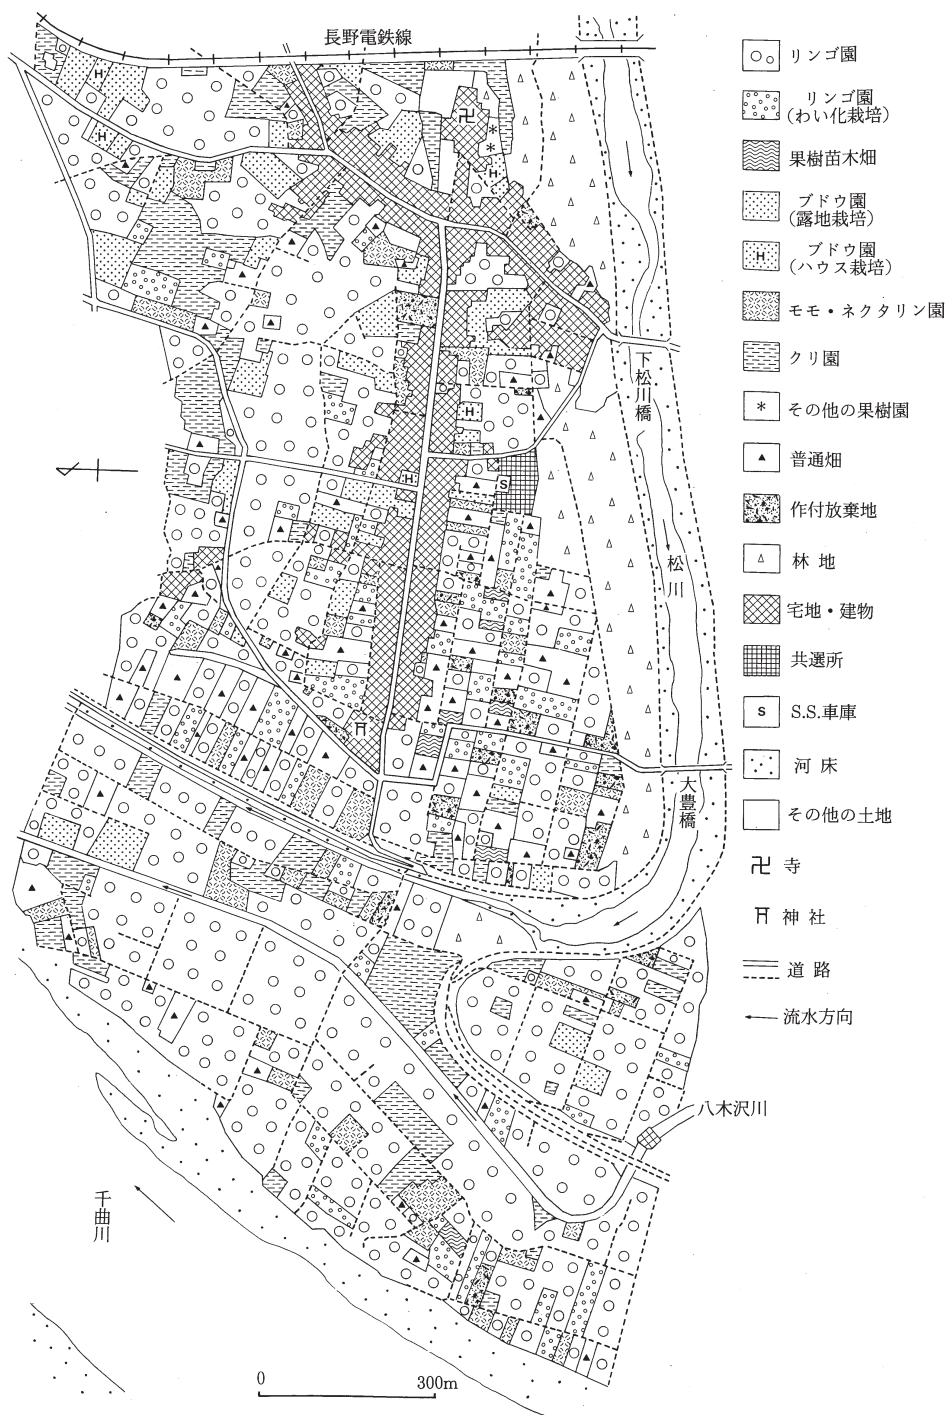 長野電鉄線
リンゴ園
リンゴ園
(わい化栽培)
果樹苗木畑
ブドウ園
(露地栽培)
H
ブドウ園
(ハウス栽培)
モモ・ネクタリン園
クリ園
* その他の果樹園
普通畑
作付放棄地
林地
宅地・建物
共選所
S
S.S.車庫
河床
その他の土地
卍 寺
神社
道路
流水方向
下松川橋
松川
大豊橋
八木沢川
千曲川
0
300m
卍
*
*
H
H
H
H
H
S